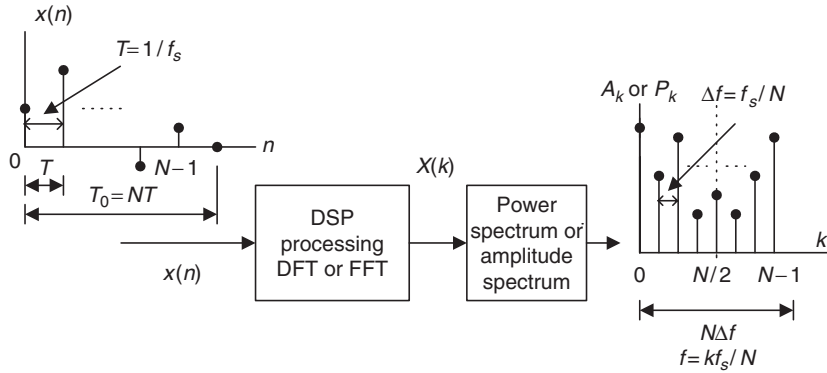 x(n)
T=1/f_s
0
n
T
N−1
T_0=NT
x(n)
DSP
processing
DFT or FFT
X(k)
Power
spectrum or
amplitude
spectrum
A_k or P_k
Δf=f_s/N
k
0
N/2
N−1
NΔf
f=kf_s/N